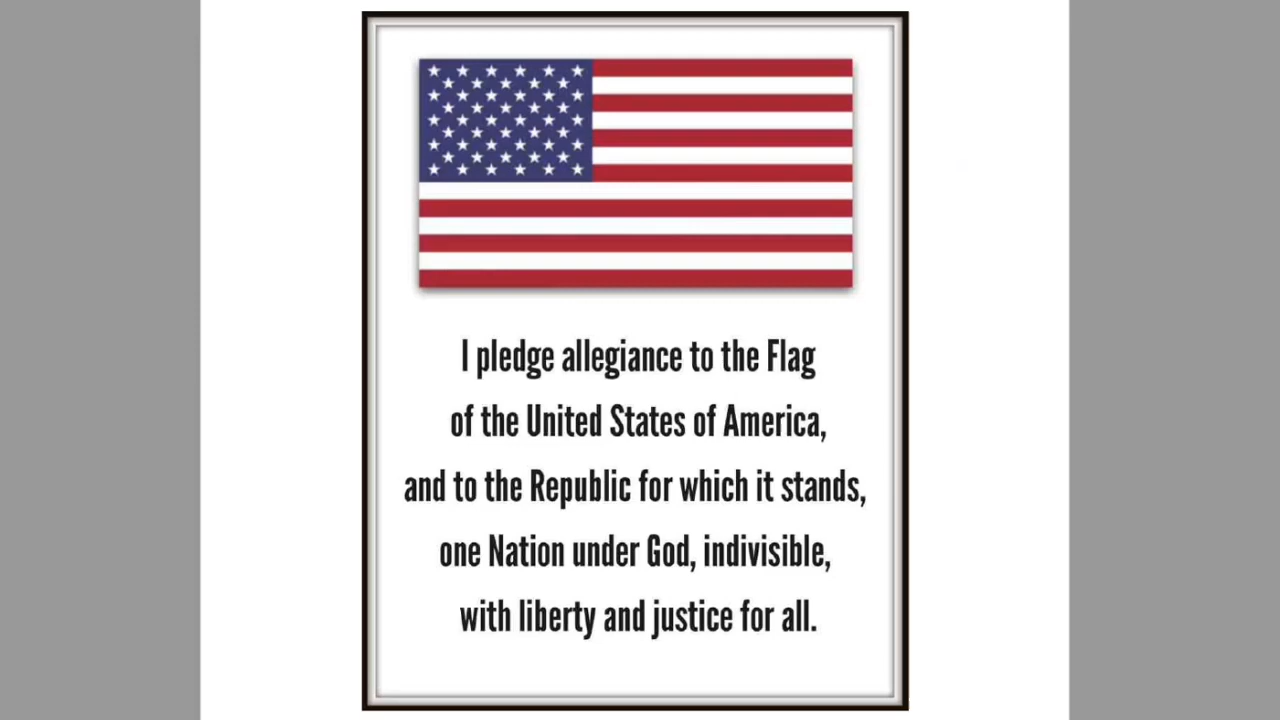 I pledge allegiance to the Flag
of the United States of America,
and to the Republic for which it stands,
one Nation under God, indivisible,
with liberty and justice for all.